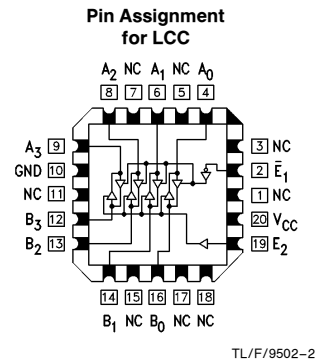 Pin Assignment
for LCC
A2 NC A1 NC A0
8 7 6 5 4
A3 9
GND 10
NC 11
B3 12
B2 13
3 NC
2 Ē1
1 NC
20 VCC
19 E2
14 15 16 17 18
B1 NC B0 NC NC
TL/F/9502–2